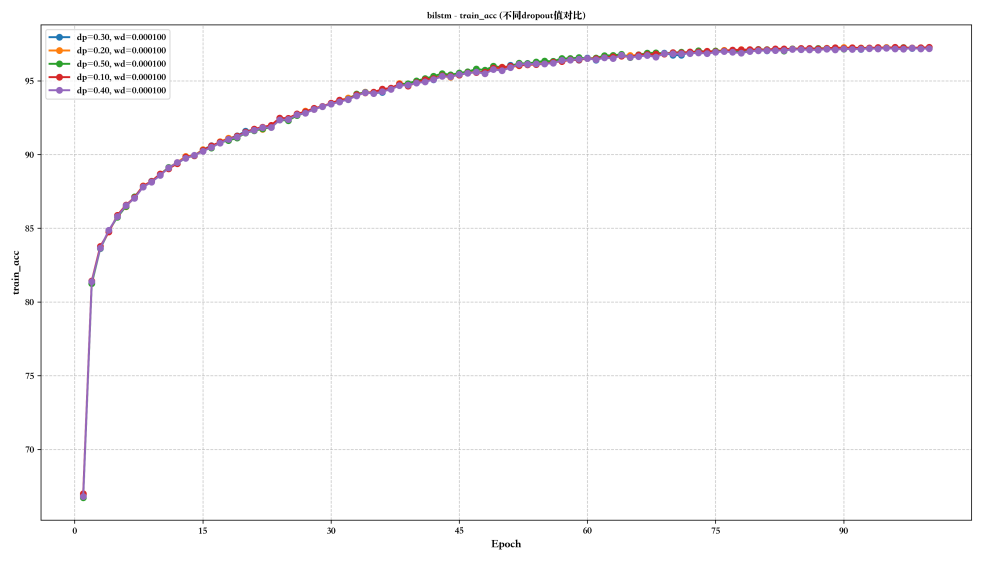 bilstm - train_acc (不同dropout值对比)
dp=0.30, wd=0.000100
dp=0.20, wd=0.000100
dp=0.50, wd=0.000100
dp=0.10, wd=0.000100
dp=0.40, wd=0.000100
train_acc
95
90
85
80
75
70
0 15 30 45 60 75 90
Epoch